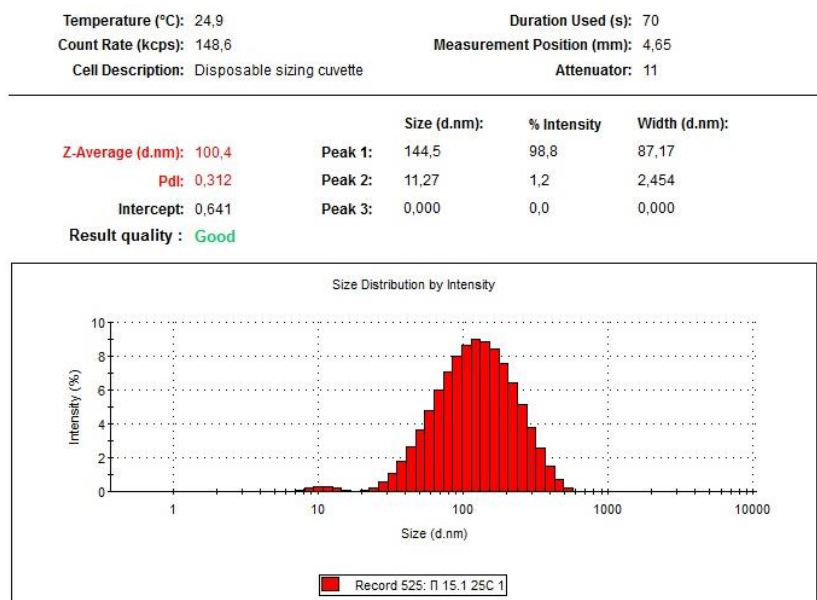 Temperature (°C): 24,9 Duration Used (s): 70
Count Rate (kcps): 148,6 Measurement Position (mm): 4,65
Cell Description: Disposable sizing cuvette Attenuator: 11
Size (d.nm): % Intensity Width (d.nm):
Z-Average (d.nm): 100,4 Peak 1: 144,5 98,8 87,17
PdI: 0,312 Peak 2: 11,27 1,2 2,454
Intercept: 0,641 Peak 3: 0,000 0,0 0,000
Result quality : Good
Size Distribution by Intensity
10
8
6
4
2
0
Intensity (%)
1 10 100 1000 10000
Size (d.nm)
Record 525: П 15.1 25C 1